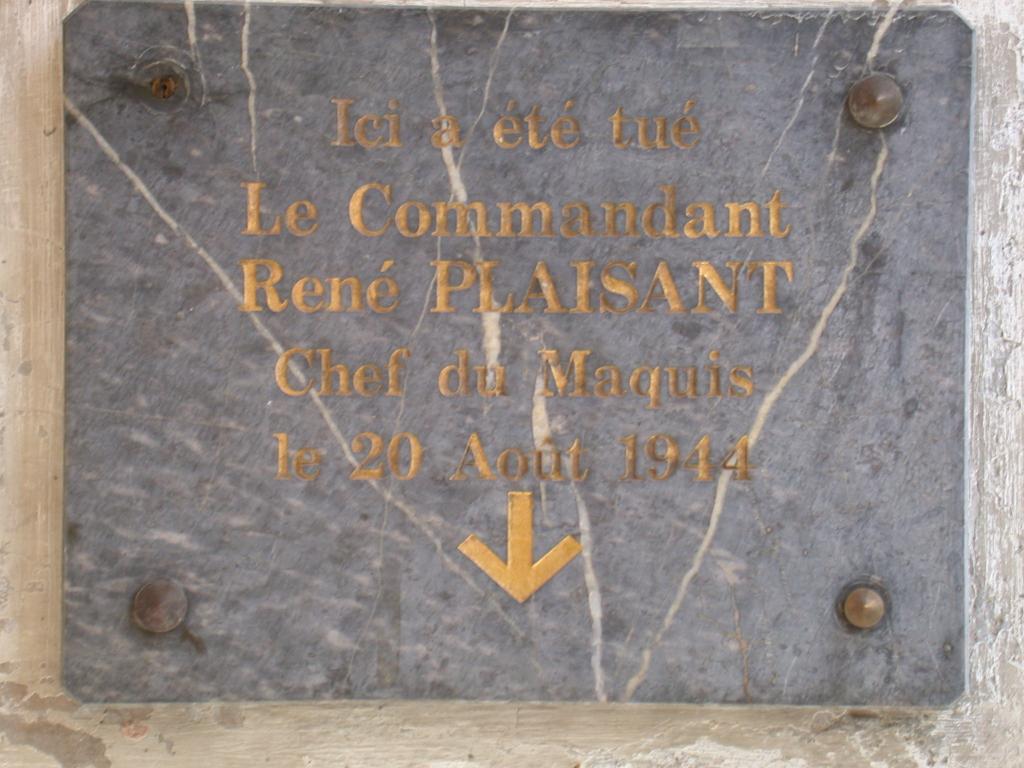 Ici a été tué
Le Commandant
René PLAISANT
Chef du Maquis
le 20 Août 1944